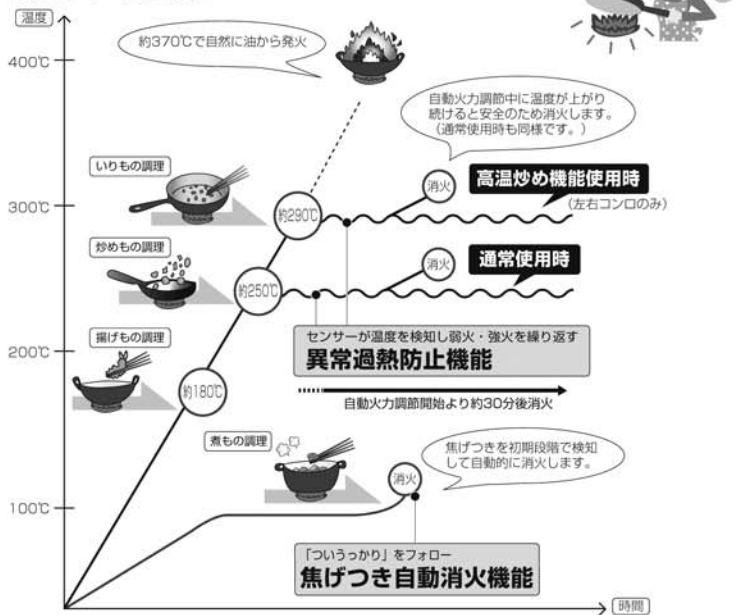 温度
約370℃で自然に油から発火
400℃
自動火力調節中に温度が上がり
続けると安全のため消火します。
(通常使用時も同様です。)
いりもの調理
消火
高温炒め機能使用時
(左右コンロのみ)
300℃
約290℃
炒めもの調理
消火
通常使用時
約250℃
センサーが温度を検知し弱火・強火を繰り返す
異常過熱防止機能
揚げもの調理
200℃
約180℃
自動火力調節開始より約30分後消火
煮もの調理
焦げつきを初期段階で検知
して自動的に消火します。
消火
100℃
「ついうっかり」をフォロー
焦げつき自動消火機能
時間